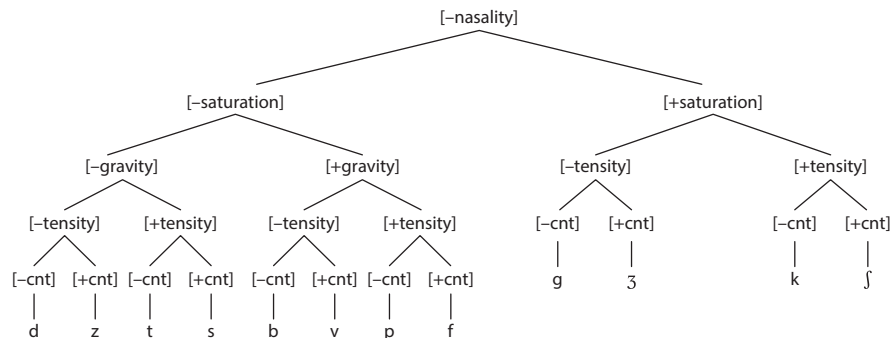 [–nasality]
[–saturation] [+saturation]
[–gravity] [+gravity] [–tensity] [+tensity]
[–tensity] [+tensity] [–tensity] [+tensity] [–cnt] [+cnt] [–cnt] [+cnt]
[–cnt] [+cnt] [–cnt] [+cnt] [–cnt] [+cnt] [–cnt] [+cnt] g ʒ k ʃ
d z t s b v p f